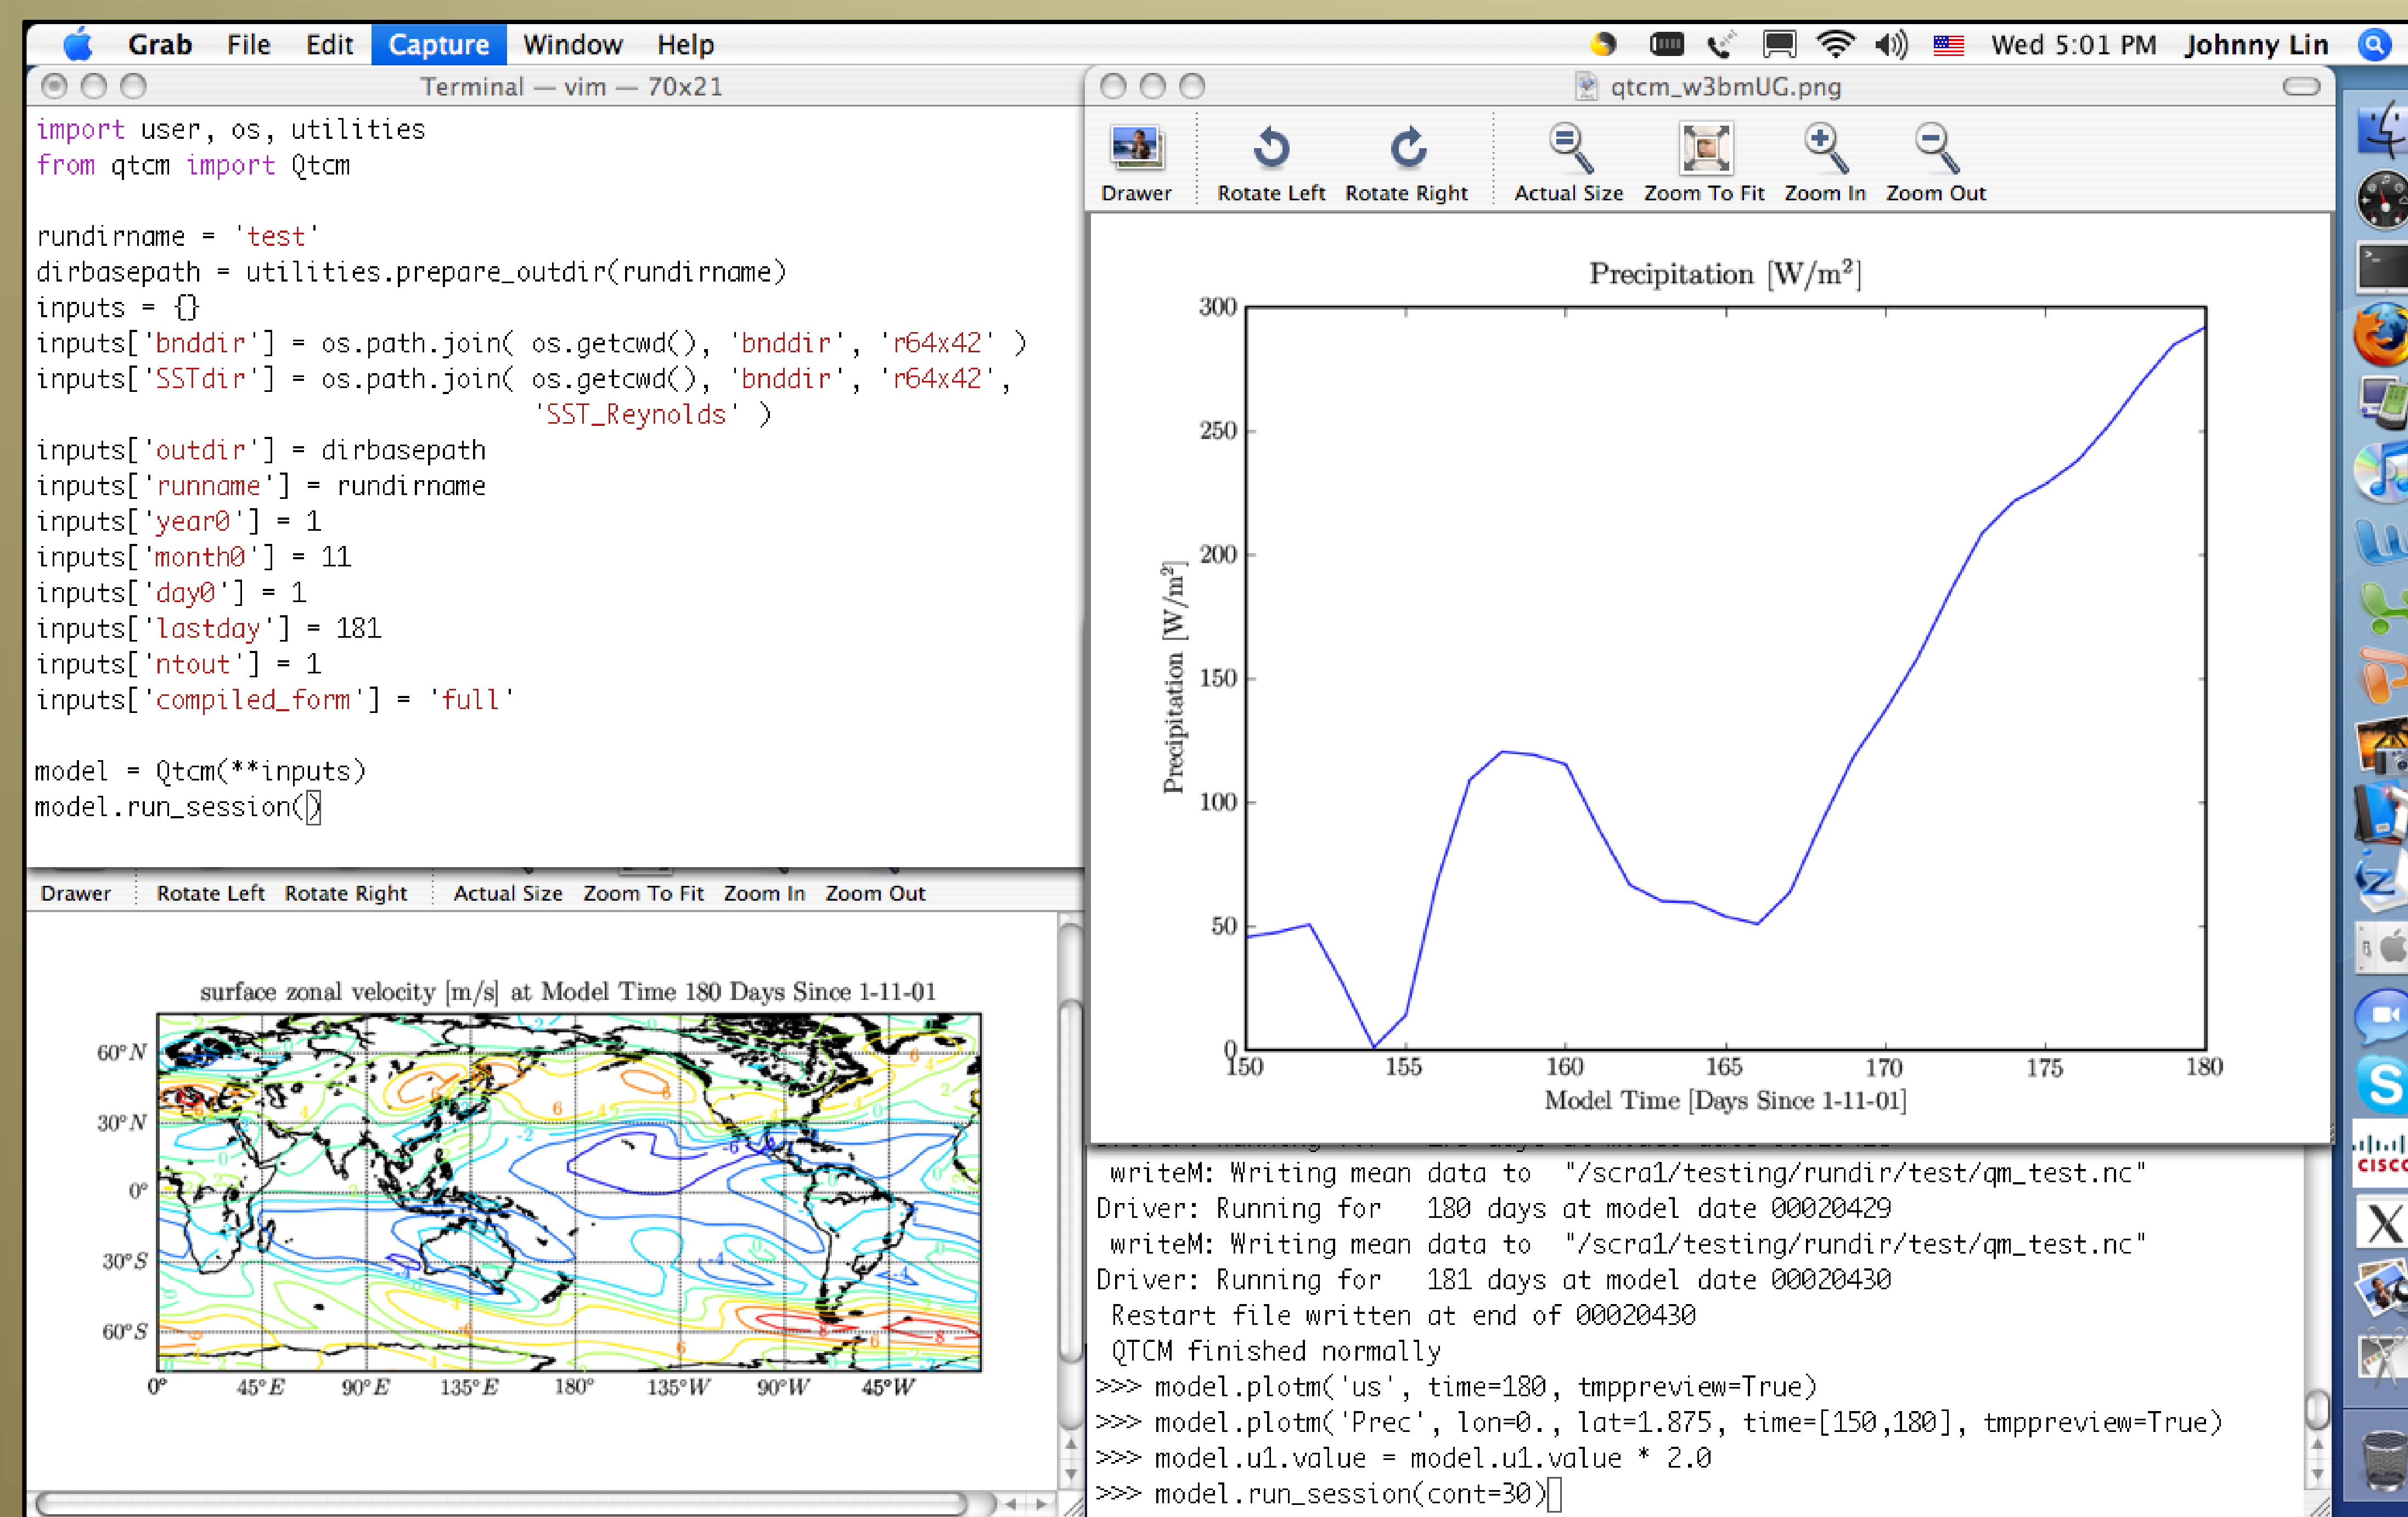 Grab File Edit Capture Window Help Wed 5:01 PM Johnny Lin
Terminal — vim — 70x21
import user, os, utilities
from qtcm import Qtcm
rundirname = 'test'
dirbasepath = utilities.prepare_outdir(rundirname)
inputs = {}
inputs['bnddir'] = os.path.join( os.getcwd(), 'bnddir', 'r64x42' )
inputs['SSTdir'] = os.path.join( os.getcwd(), 'bnddir', 'r64x42',
'SST_Reynolds' )
inputs['outdir'] = dirbasepath
inputs['runname'] = rundirname
inputs['year0'] = 1
inputs['month0'] = 11
inputs['day0'] = 1
inputs['lastday'] = 181
inputs['ntout'] = 1
inputs['compiled_form'] = 'full'
model = Qtcm(**inputs)
model.run_session()
qtcm_w3bmUG.png
Drawer Rotate Left Rotate Right Actual Size Zoom To Fit Zoom In Zoom Out
Precipitation [W/m²]
300
250
200
150
100
50
0
Precipitation [W/m²]
150 155 160 165 170 175 180
Model Time [Days Since 1-11-01]
Drawer Rotate Left Rotate Right Actual Size Zoom To Fit Zoom In Zoom Out
surface zonal velocity [m/s] at Model Time 180 Days Since 1-11-01
60°N
30°N
0°
30°S
60°S
0° 45°E 90°E 135°E 180° 135°W 90°W 45°W
writeM: Writing mean data to "/scra1/testing/rundir/test/qm_test.nc"
Driver: Running for 180 days at model date 00020429
writeM: Writing mean data to "/scra1/testing/rundir/test/qm_test.nc"
Driver: Running for 181 days at model date 00020430
Restart file written at end of 00020430
QTCM finished normally
>>> model.plotm('us', time=180, tmppreview=True)
>>> model.plotm('Prec', lon=0., lat=1.875, time=[150,180], tmppreview=True)
>>> model.u1.value = model.u1.value * 2.0
>>> model.run_session(cont=30)
CISCO